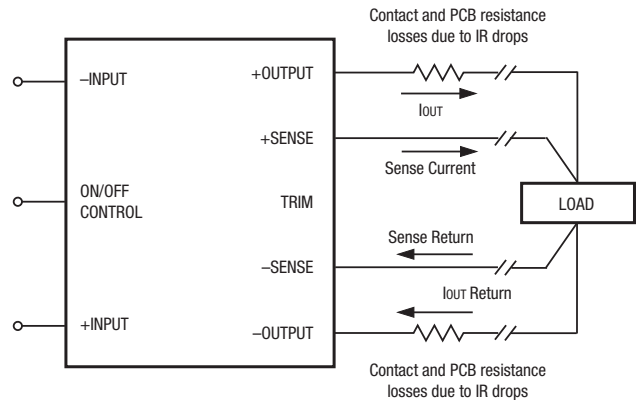 Contact and PCB resistance
losses due to IR drops
–INPUT
+OUTPUT
IOUT
+SENSE
Sense Current
ON/OFF
CONTROL
TRIM
LOAD
Sense Return
–SENSE
IOUT Return
+INPUT
–OUTPUT
Contact and PCB resistance
losses due to IR drops